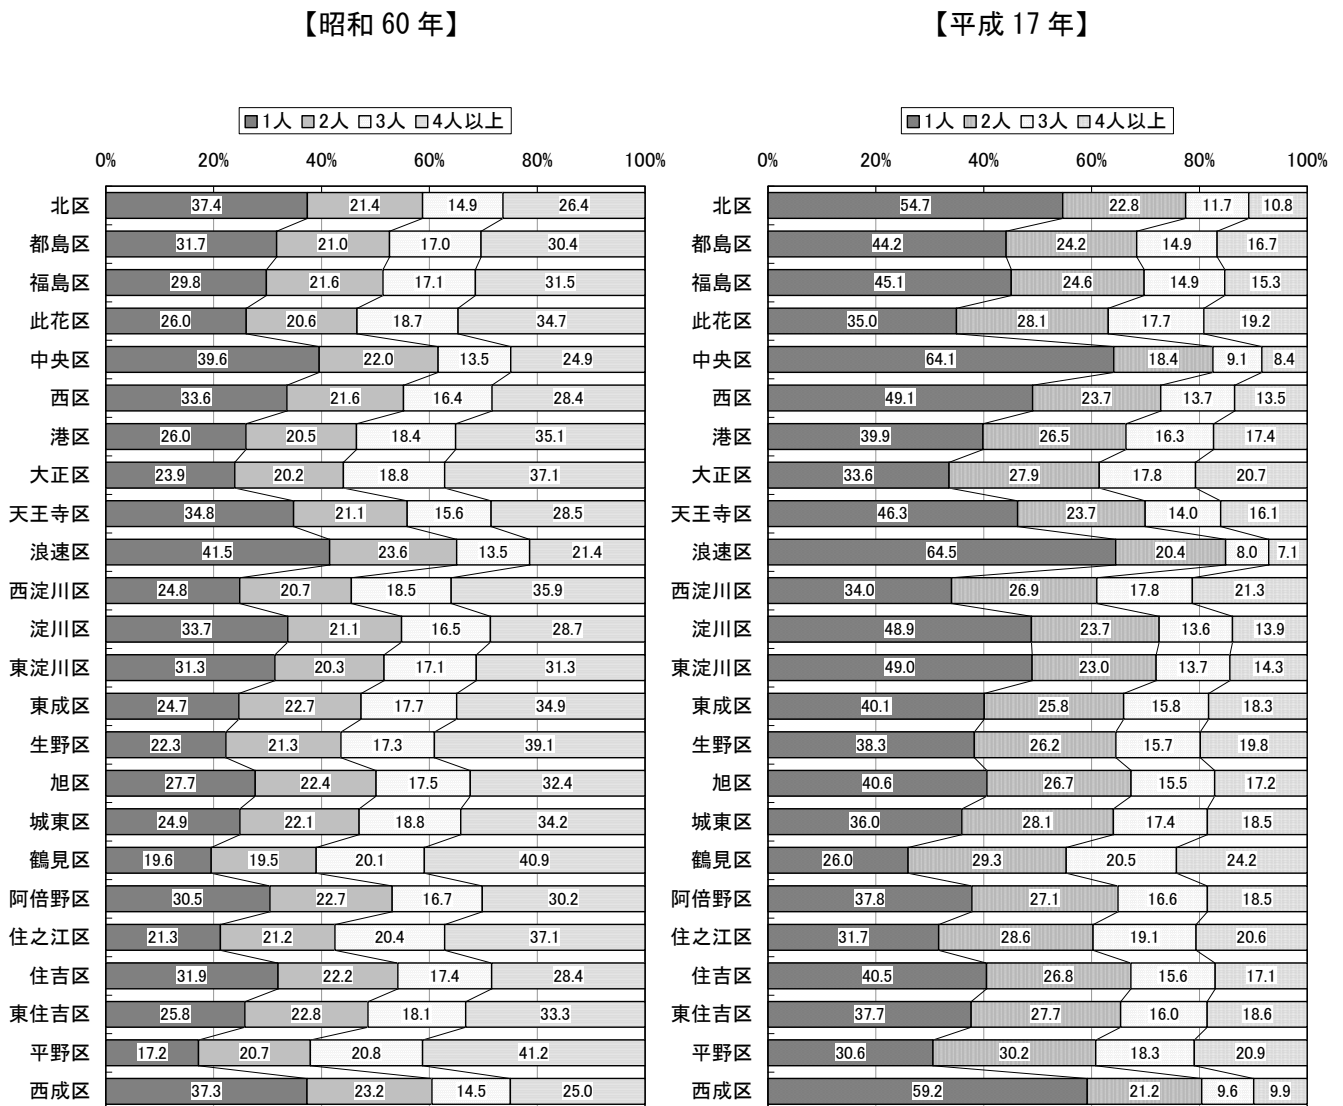 【昭和 60 年】
【平成 17 年】
1人 2人 3人 4人以上
1人 2人 3人 4人以上
0% 20% 40% 60% 80% 100%
0% 20% 40% 60% 80% 100%
北区 37.4 21.4 14.9 26.4
北区 54.7 22.8 11.7 10.8
都島区 31.7 21.0 17.0 30.4
都島区 44.2 24.2 14.9 16.7
福島区 29.8 21.6 17.1 31.5
福島区 45.1 24.6 14.9 15.3
此花区 26.0 20.6 18.7 34.7
此花区 35.0 28.1 17.7 19.2
中央区 39.6 22.0 13.5 24.9
中央区 64.1 18.4 9.1 8.4
西区 33.6 21.6 16.4 28.4
西区 49.1 23.7 13.7 13.5
港区 26.0 20.5 18.4 35.1
港区 39.9 26.5 16.3 17.4
大正区 23.9 20.2 18.8 37.1
大正区 33.6 27.9 17.8 20.7
天王寺区 34.8 21.1 15.6 28.5
天王寺区 46.3 23.7 14.0 16.1
浪速区 41.5 23.6 13.5 21.4
浪速区 64.5 20.4 8.0 7.1
西淀川区 24.8 20.7 18.5 35.9
西淀川区 34.0 26.9 17.8 21.3
淀川区 33.7 21.1 16.5 28.7
淀川区 48.9 23.7 13.6 13.9
東淀川区 31.3 20.3 17.1 31.3
東淀川区 49.0 23.0 13.7 14.3
東成区 24.7 22.7 17.7 34.9
東成区 40.1 25.8 15.8 18.3
生野区 22.3 21.3 17.3 39.1
生野区 38.3 26.2 15.7 19.8
旭区 27.7 22.4 17.5 32.4
旭区 40.6 26.7 15.5 17.2
城東区 24.9 22.1 18.8 34.2
城東区 36.0 28.1 17.4 18.5
鶴見区 19.6 19.5 20.1 40.9
鶴見区 26.0 29.3 20.5 24.2
阿倍野区 30.5 22.7 16.7 30.2
阿倍野区 37.8 27.1 16.6 18.5
住之江区 21.3 21.2 20.4 37.1
住之江区 31.7 28.6 19.1 20.6
住吉区 31.9 22.2 17.4 28.4
住吉区 40.5 26.8 15.6 17.1
東住吉区 25.8 22.8 18.1 33.3
東住吉区 37.7 27.7 16.0 18.6
平野区 17.2 20.7 20.8 41.2
平野区 30.6 30.2 18.3 20.9
西成区 37.3 23.2 14.5 25.0
西成区 59.2 21.2 9.6 9.9